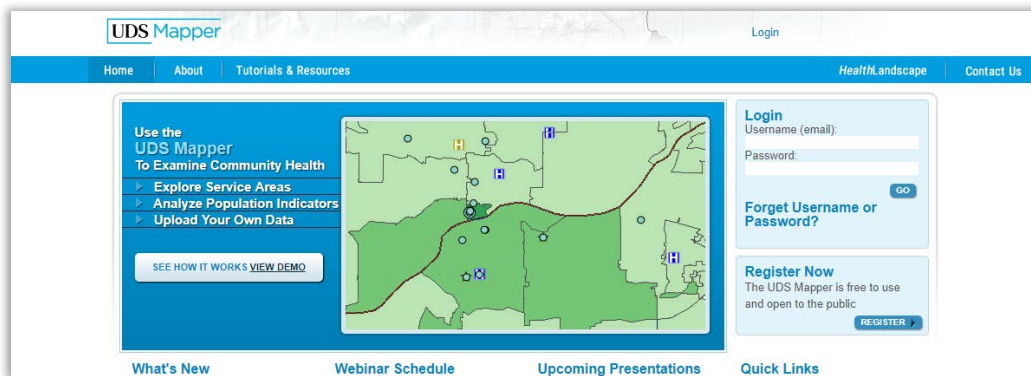 UDS Mapper
Login
Home
About
Tutorials & Resources
HealthLandscape
Contact Us
Use the
UDS Mapper
To Examine Community Health
Explore Service Areas
Analyze Population Indicators
Upload Your Own Data
SEE HOW IT WORKS VIEW DEMO
H
H
H
H
H
Login
Username (email):
Password:
GO
Forget Username or
Password?
Register Now
The UDS Mapper is free to use
and open to the public
REGISTER
What's New
Webinar Schedule
Upcoming Presentations
Quick Links